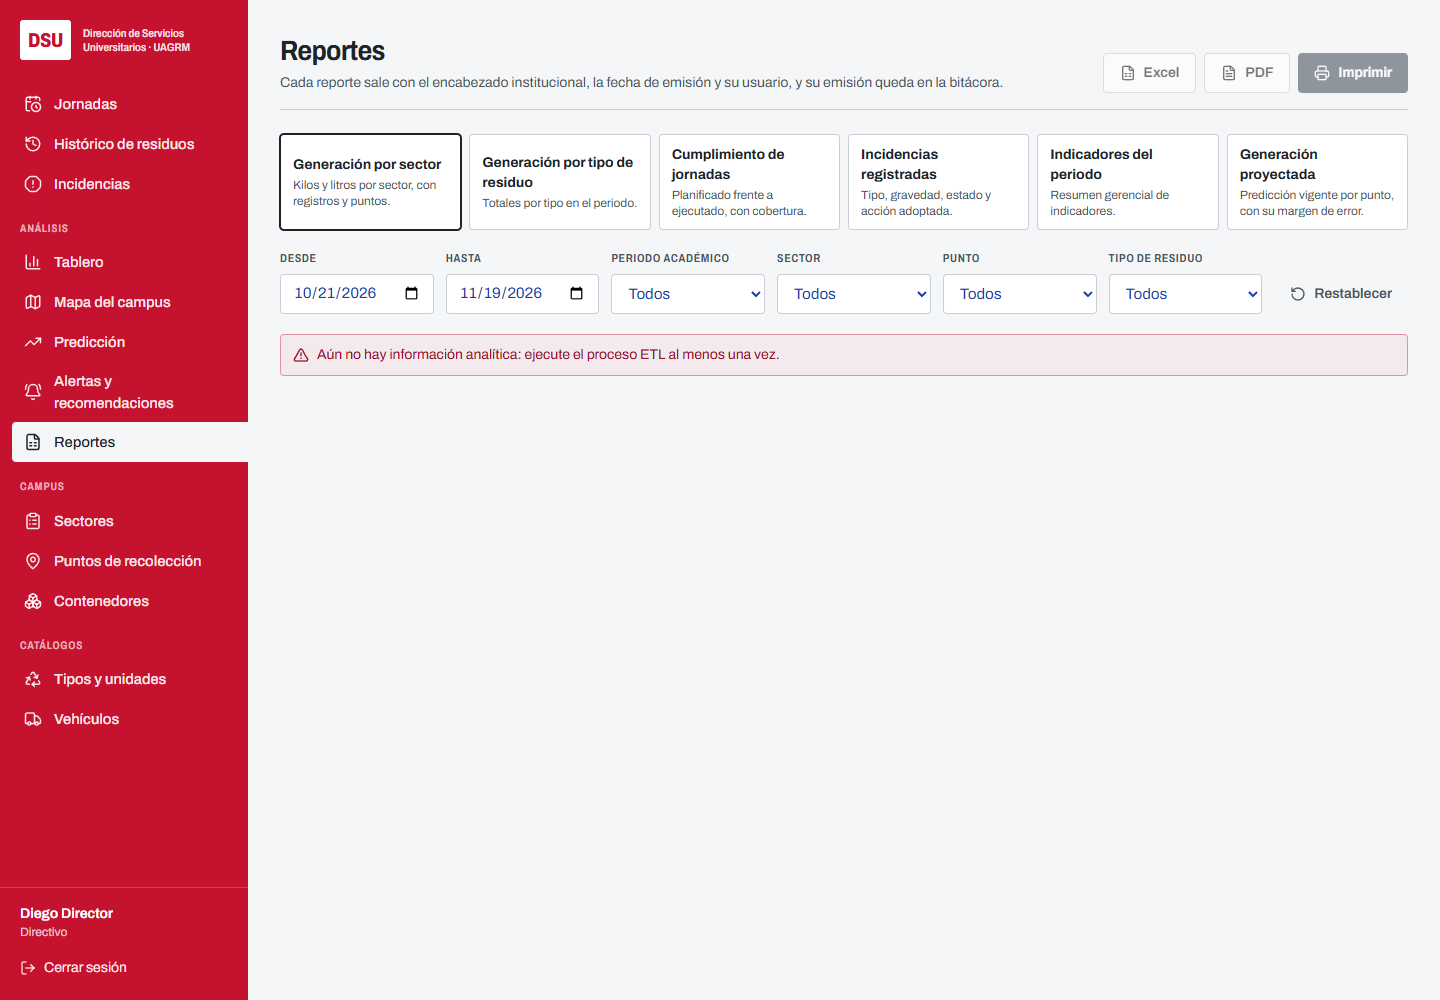 DSU
Dirección de Servicios
Universitarios · UAGRM
Jornadas
Histórico de residuos
Incidencias
ANÁLISIS
Tablero
Mapa del campus
Predicción
Alertas y
recomendaciones
Reportes
CAMPUS
Sectores
Puntos de recolección
Contenedores
CATÁLOGOS
Tipos y unidades
Vehículos
Diego Director
Directivo
Cerrar sesión
Reportes
Cada reporte sale con el encabezado institucional, la fecha de emisión y su usuario, y su emisión queda en la bitácora.
Excel
PDF
Imprimir
Generación por sector
Kilos y litros por sector, con
registros y puntos.
Generación por tipo de
residuo
Totales por tipo en el periodo.
Cumplimiento de
jornadas
Planificado frente a
ejecutado, con cobertura.
Incidencias
registradas
Tipo, gravedad, estado y
acción adoptada.
Indicadores del
periodo
Resumen gerencial de
indicadores.
Generación
proyectada
Predicción vigente por punto,
con su margen de error.
DESDE
10/21/2026
HASTA
11/19/2026
PERIODO ACADÉMICO
Todos
SECTOR
Todos
PUNTO
Todos
TIPO DE RESIDUO
Todos
Restablecer
Aún no hay información analítica: ejecute el proceso ETL al menos una vez.